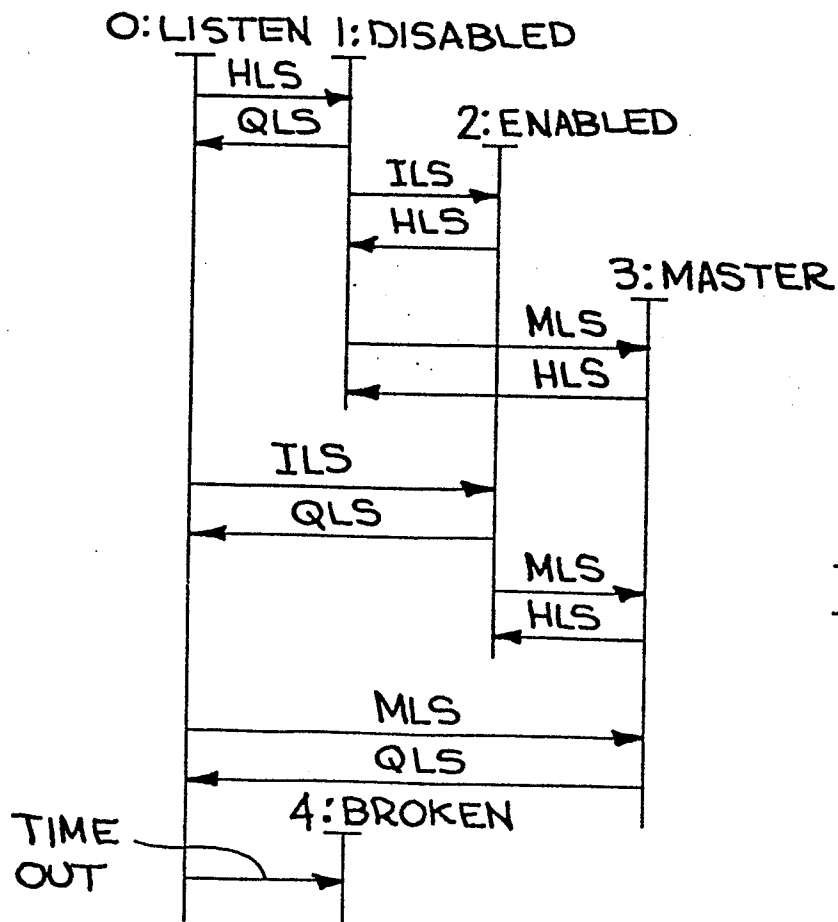 0:LISTEN 1:DISABLED
HLS
QLS
2:ENABLED
ILS
HLS
3:MASTER
MLS
HLS
ILS
QLS
MLS
HLS
MLS
QLS
4:BROKEN
TIME
OUT